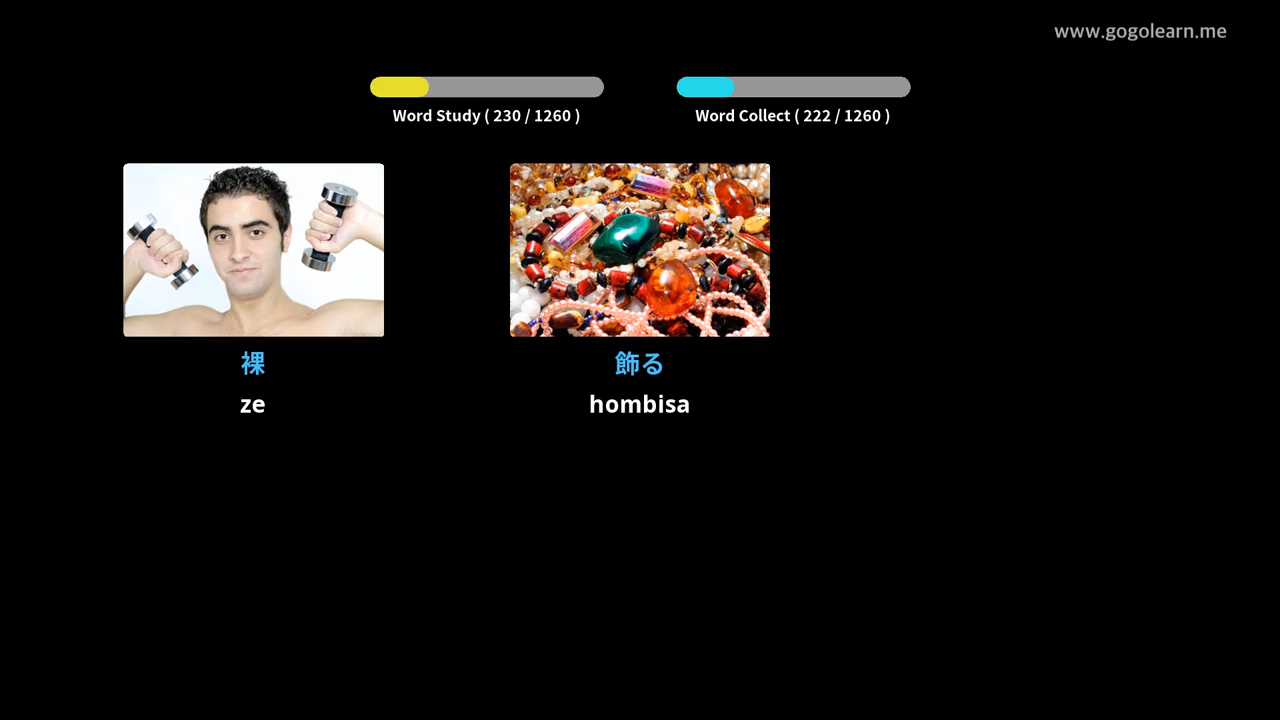 www.gogolearn.me
Word Study ( 230 / 1260 )
Word Collect ( 222 / 1260 )
裸
ze
飾る
hombisa